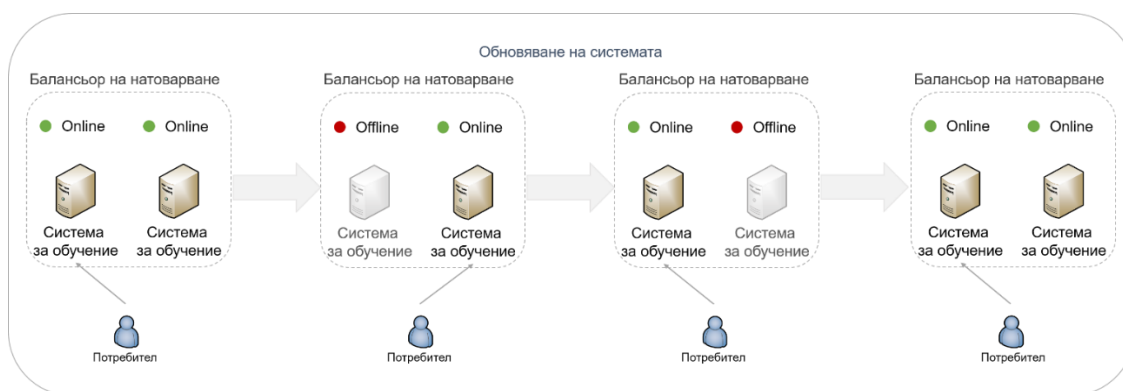 Обновяване на системата
Балансьор на натоварване
Балансьор на натоварване
Балансьор на натоварване
Балансьор на натоварване
Online
Online
Offline
Online
Online
Offline
Online
Online
Система
за обучение
Система
за обучение
Система
за обучение
Система
за обучение
Система
за обучение
Система
за обучение
Система
за обучение
Система
за обучение
Потребител
Потребител
Потребител
Потребител